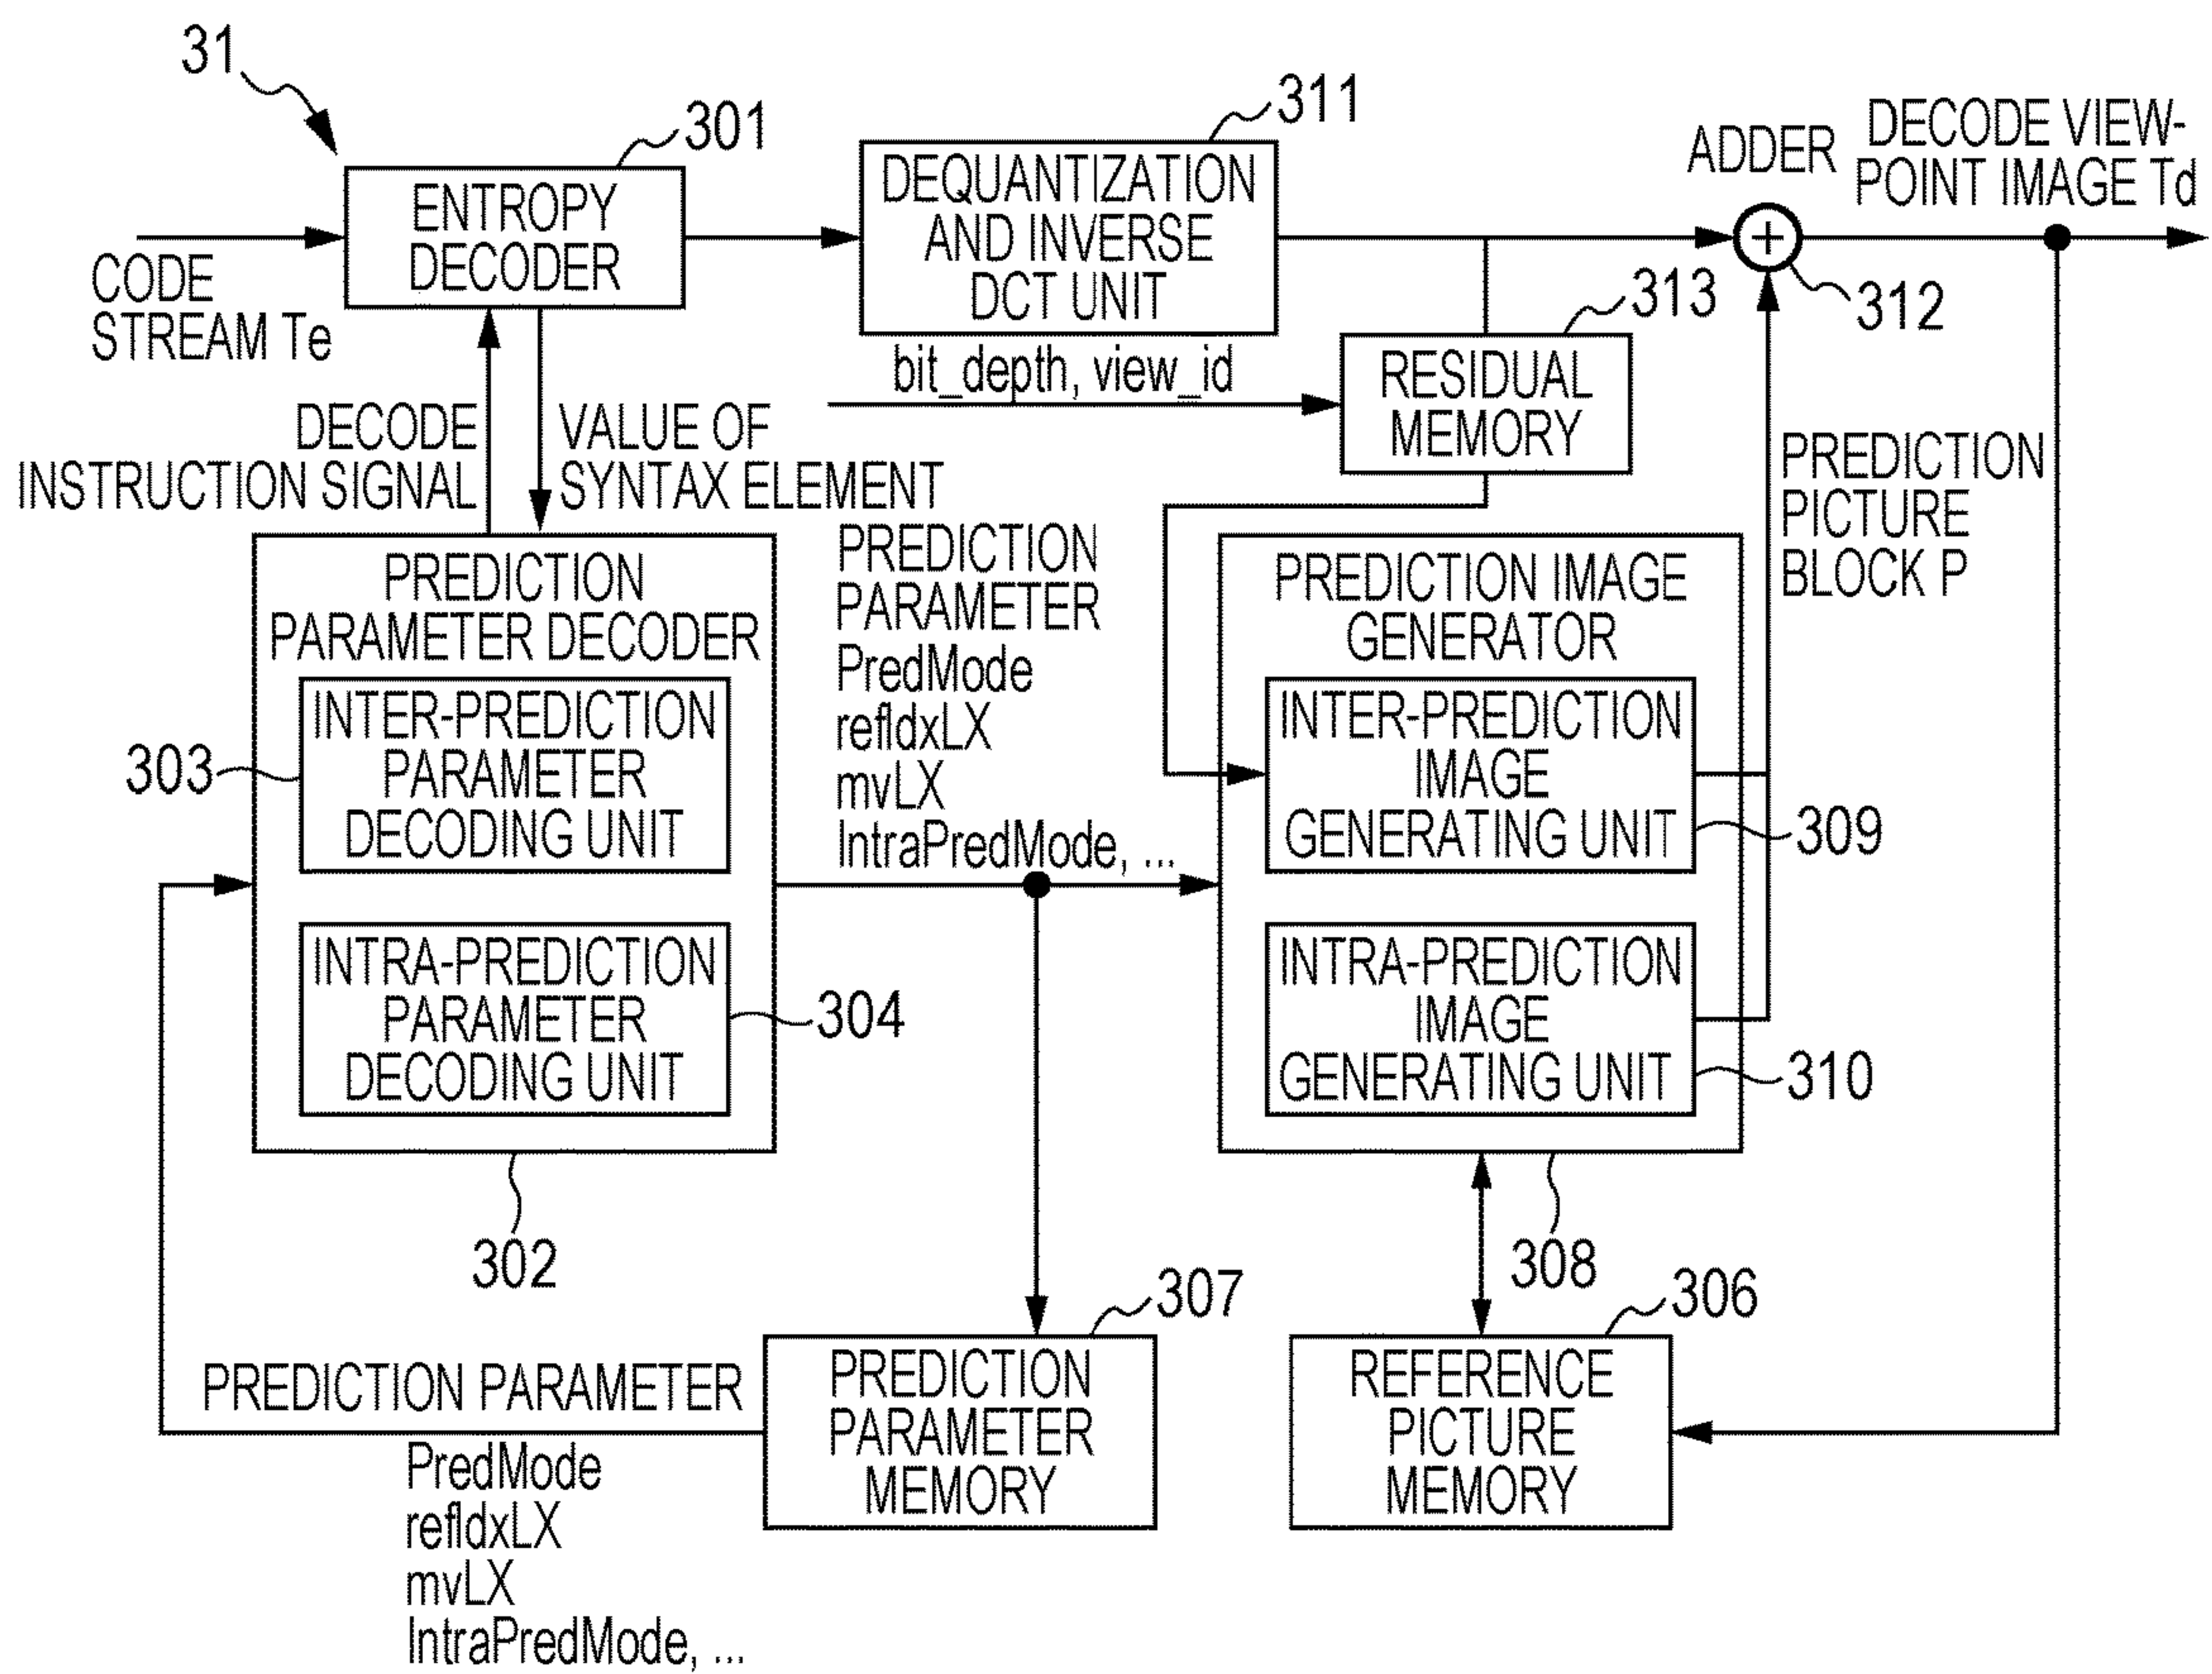 31
301
311
ADDER
DECODE VIEW-
POINT IMAGE Td
ENTROPY
DECODER
DEQUANTIZATION
AND INVERSE
DCT UNIT
CODE
STREAM Te
313
312
bit_depth, view_id
RESIDUAL
MEMORY
DECODE
INSTRUCTION SIGNAL
VALUE OF
SYNTAX ELEMENT
PREDICTION
PICTURE
BLOCK P
PREDICTION
PARAMETER DECODER
PREDICTION
PARAMETER
PredMode
refIdxLX
mvLX
IntraPredMode, ...
PREDICTION IMAGE
GENERATOR
303
INTER-PREDICTION
PARAMETER
DECODING UNIT
INTER-PREDICTION
IMAGE
GENERATING UNIT
309
INTRA-PREDICTION
PARAMETER
DECODING UNIT
304
INTRA-PREDICTION
IMAGE
GENERATING UNIT
310
302
308
307
306
PREDICTION PARAMETER
PredMode
refIdxLX
mvLX
IntraPredMode, ...
PREDICTION
PARAMETER
MEMORY
REFERENCE
PICTURE
MEMORY